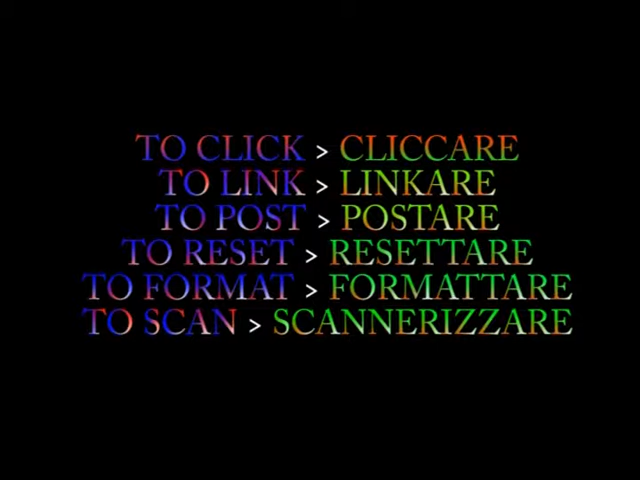 TO CLICK > CLICCARE
TO LINK > LINKARE
TO POST > POSTARE
TO RESET > RESETTARE
TO FORMAT > FORMATTARE
TO SCAN > SCANNERIZZARE